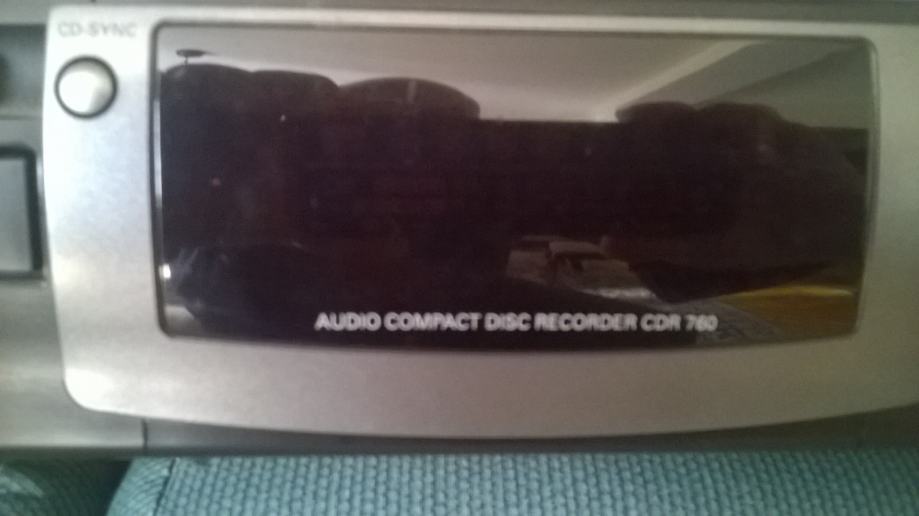 CD-SYNC
AUDIO COMPACT DISC RECORDER CDR 760